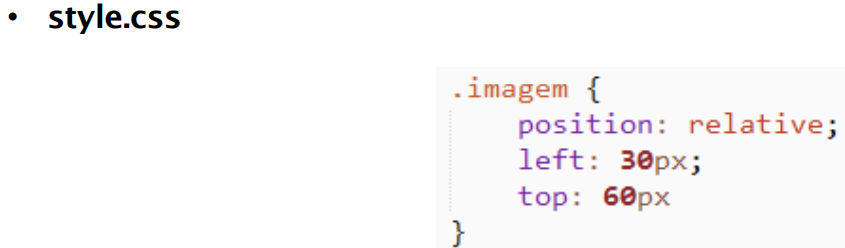 • style.css
.imagem {
    position: relative;
    left: 30px;
    top: 60px
}